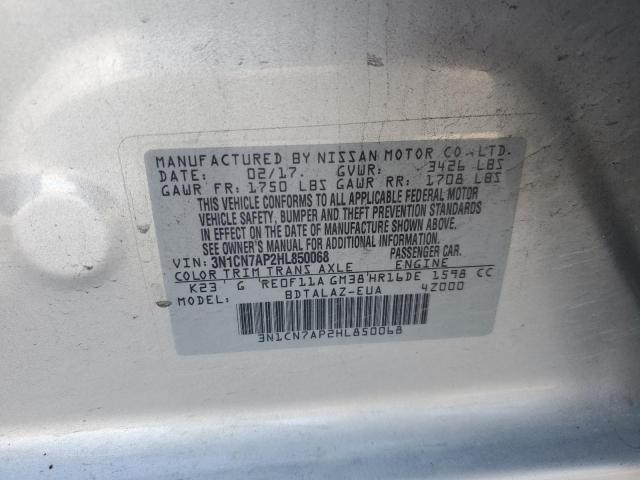 MANUFACTURED BY NISSAN MOTOR CO., LTD.
DATE: 02/17. GVWR: 3426 LBS
GAWR FR: 1750 LBS GAWR RR: 1708 LBS
THIS VEHICLE CONFORMS TO ALL APPLICABLE FEDERAL MOTOR
VEHICLE SAFETY, BUMPER AND THEFT PREVENTION STANDARDS
IN EFFECT ON THE DATE OF MANUFACTURE SHOWN ABOVE.
SEE OWNER'S MANUAL FOR ADDITIONAL INFORMATION.
VIN: 3N1CN7AP2HL850068 PASSENGER CAR.
COLOR TRIM TRANS AXLE ENGINE
K23 ' G ' RE0F11A GM38'HR16DE 1598 CC
MODEL: BDTALAZ-EUA 4Z000
3N1CN7AP2HL850068